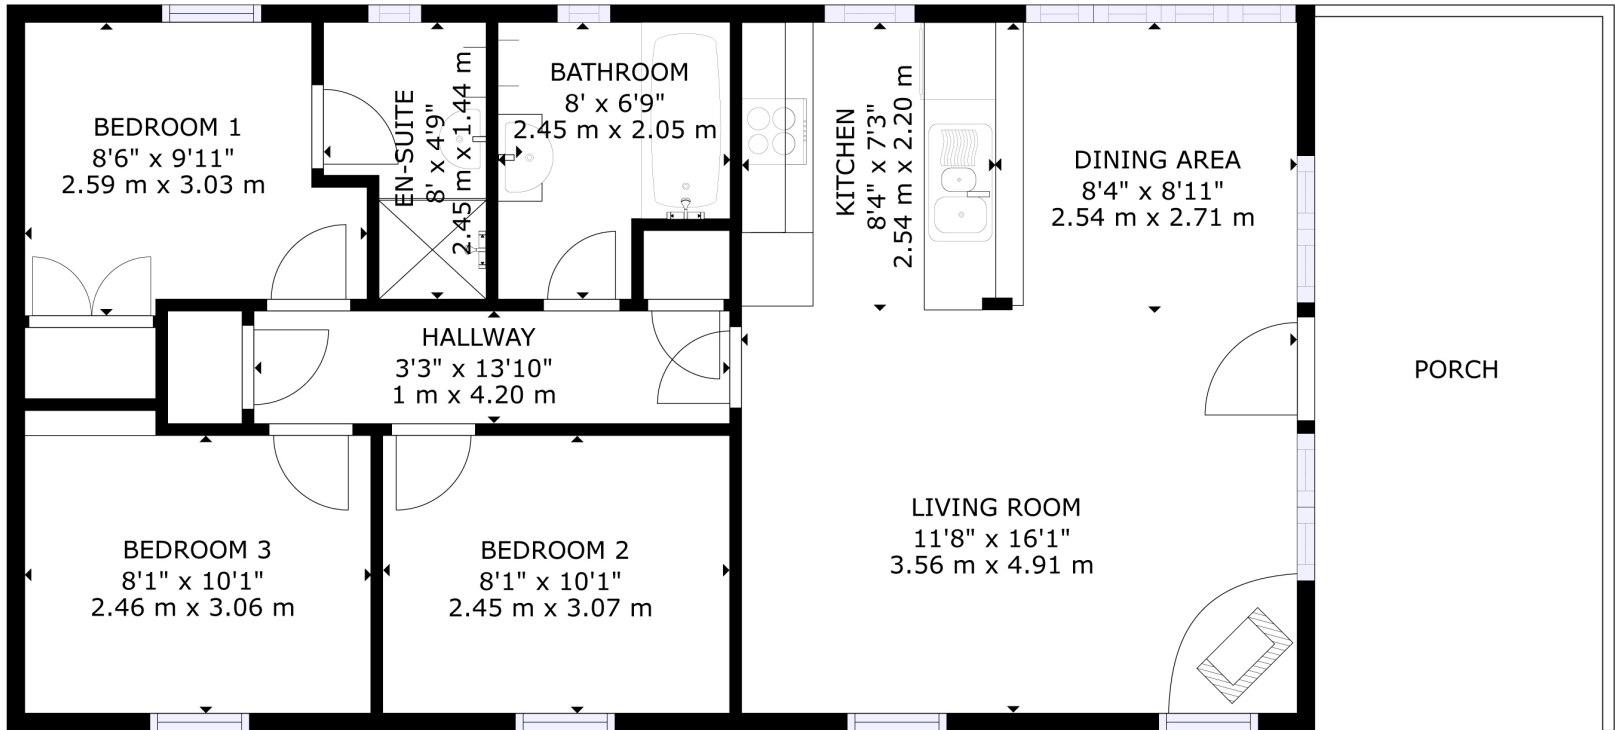 BEDROOM 1
8'6" x 9'11"
2.59 m x 3.03 m
EN-SUITE
8' x 4'9"
2.45 m x 1.44 m
BATHROOM
8' x 6'9"
2.45 m x 2.05 m
KITCHEN
8'4" x 7'3"
2.54 m x 2.20 m
DINING AREA
8'4" x 8'11"
2.54 m x 2.71 m
HALLWAY
3'3" x 13'10"
1 m x 4.20 m
PORCH
BEDROOM 3
8'1" x 10'1"
2.46 m x 3.06 m
BEDROOM 2
8'1" x 10'1"
2.45 m x 3.07 m
LIVING ROOM
11'8" x 16'1"
3.56 m x 4.91 m